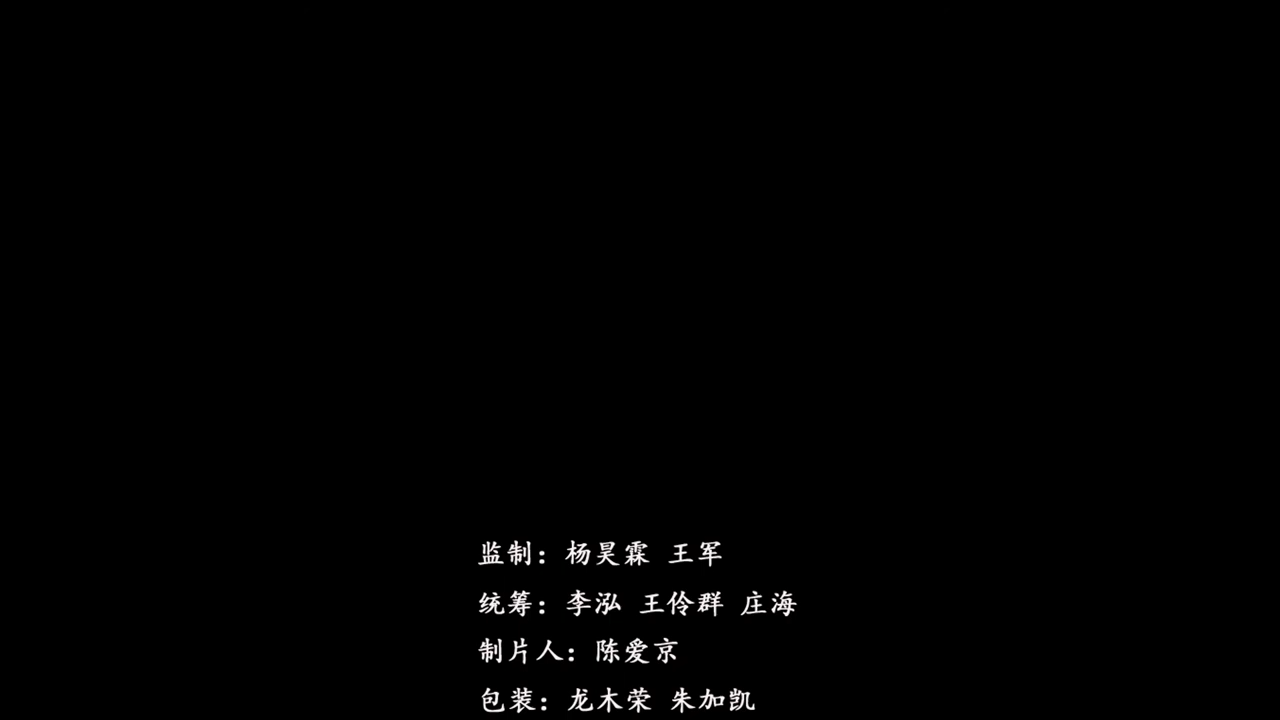 监制：杨昊霖 王军
统筹：李泓 王伶群 庄海
制片人：陈爱京
包装：龙木荣 朱加凯